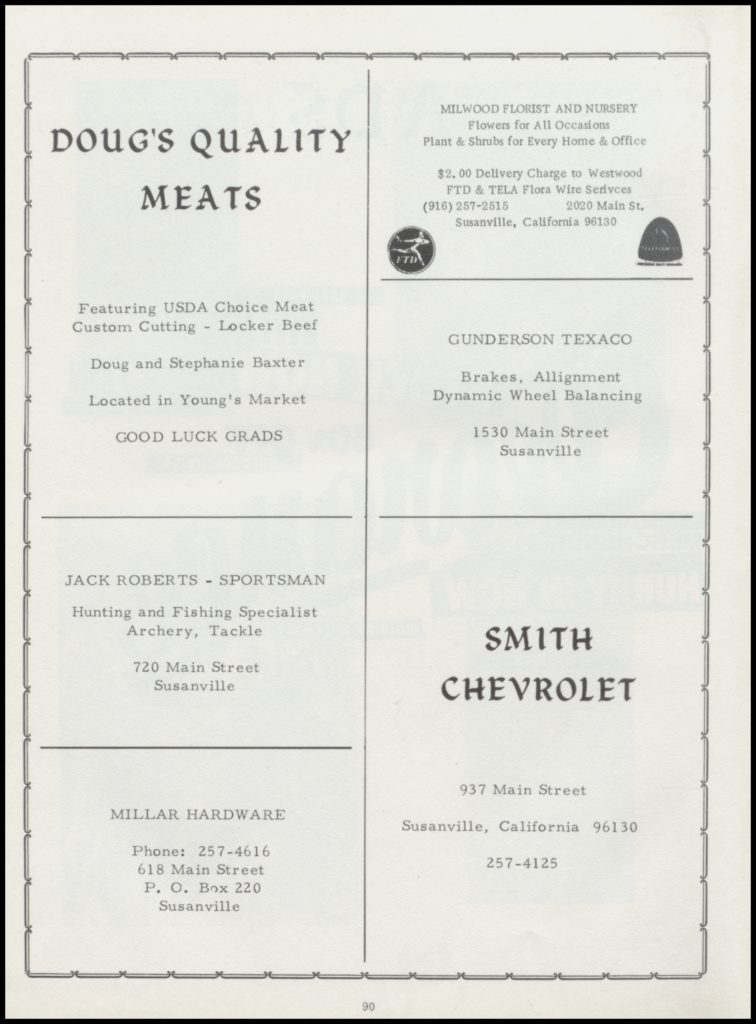 DOUG'S QUALITY
MEATS
Featuring USDA Choice Meat
Custom Cutting - Locker Beef
Doug and Stephanie Baxter
Located in Young's Market
GOOD LUCK GRADS
JACK ROBERTS - SPORTSMAN
Hunting and Fishing Specialist
Archery, Tackle
720 Main Street
Susanville
MILLAR HARDWARE
Phone: 257-4616
618 Main Street
P. O. Box 220
Susanville
MILWOOD FLORIST AND NURSERY
Flowers for All Occasions
Plant & Shrubs for Every Home & Office
$2.00 Delivery Charge to Westwood
FTD & TELA Flora Wire Serivces
(916) 257-2515 2020 Main St.
Susanville, California 96130
FTD
GUNDERSON TEXACO
Brakes, Allignment
Dynamic Wheel Balancing
1530 Main Street
Susanville
SMITH
CHEVROLET
937 Main Street
Susanville, California 96130
257-4125
90